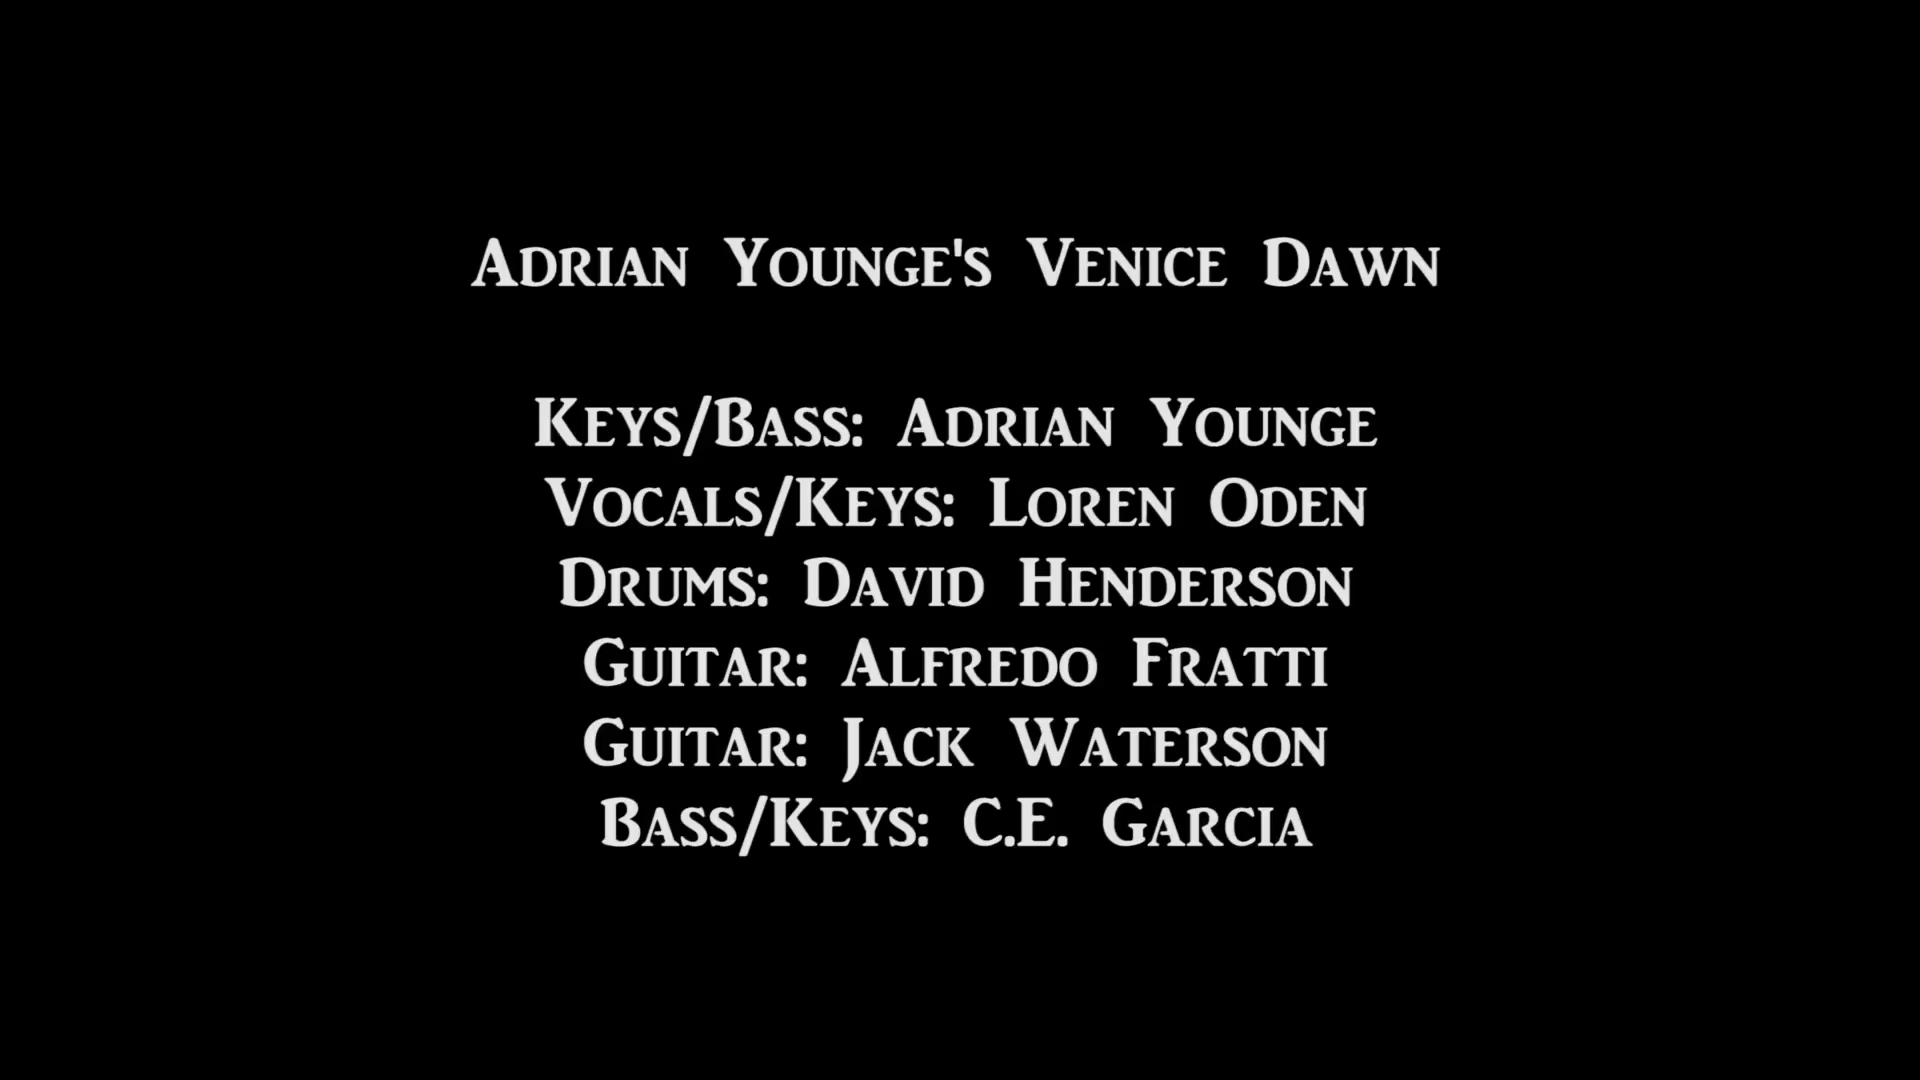 Adrian Younge's Venice Dawn
Keys/Bass: Adrian Younge
Vocals/Keys: Loren Oden
Drums: David Henderson
Guitar: Alfredo Fratti
Guitar: Jack Waterson
Bass/Keys: C.E. Garcia